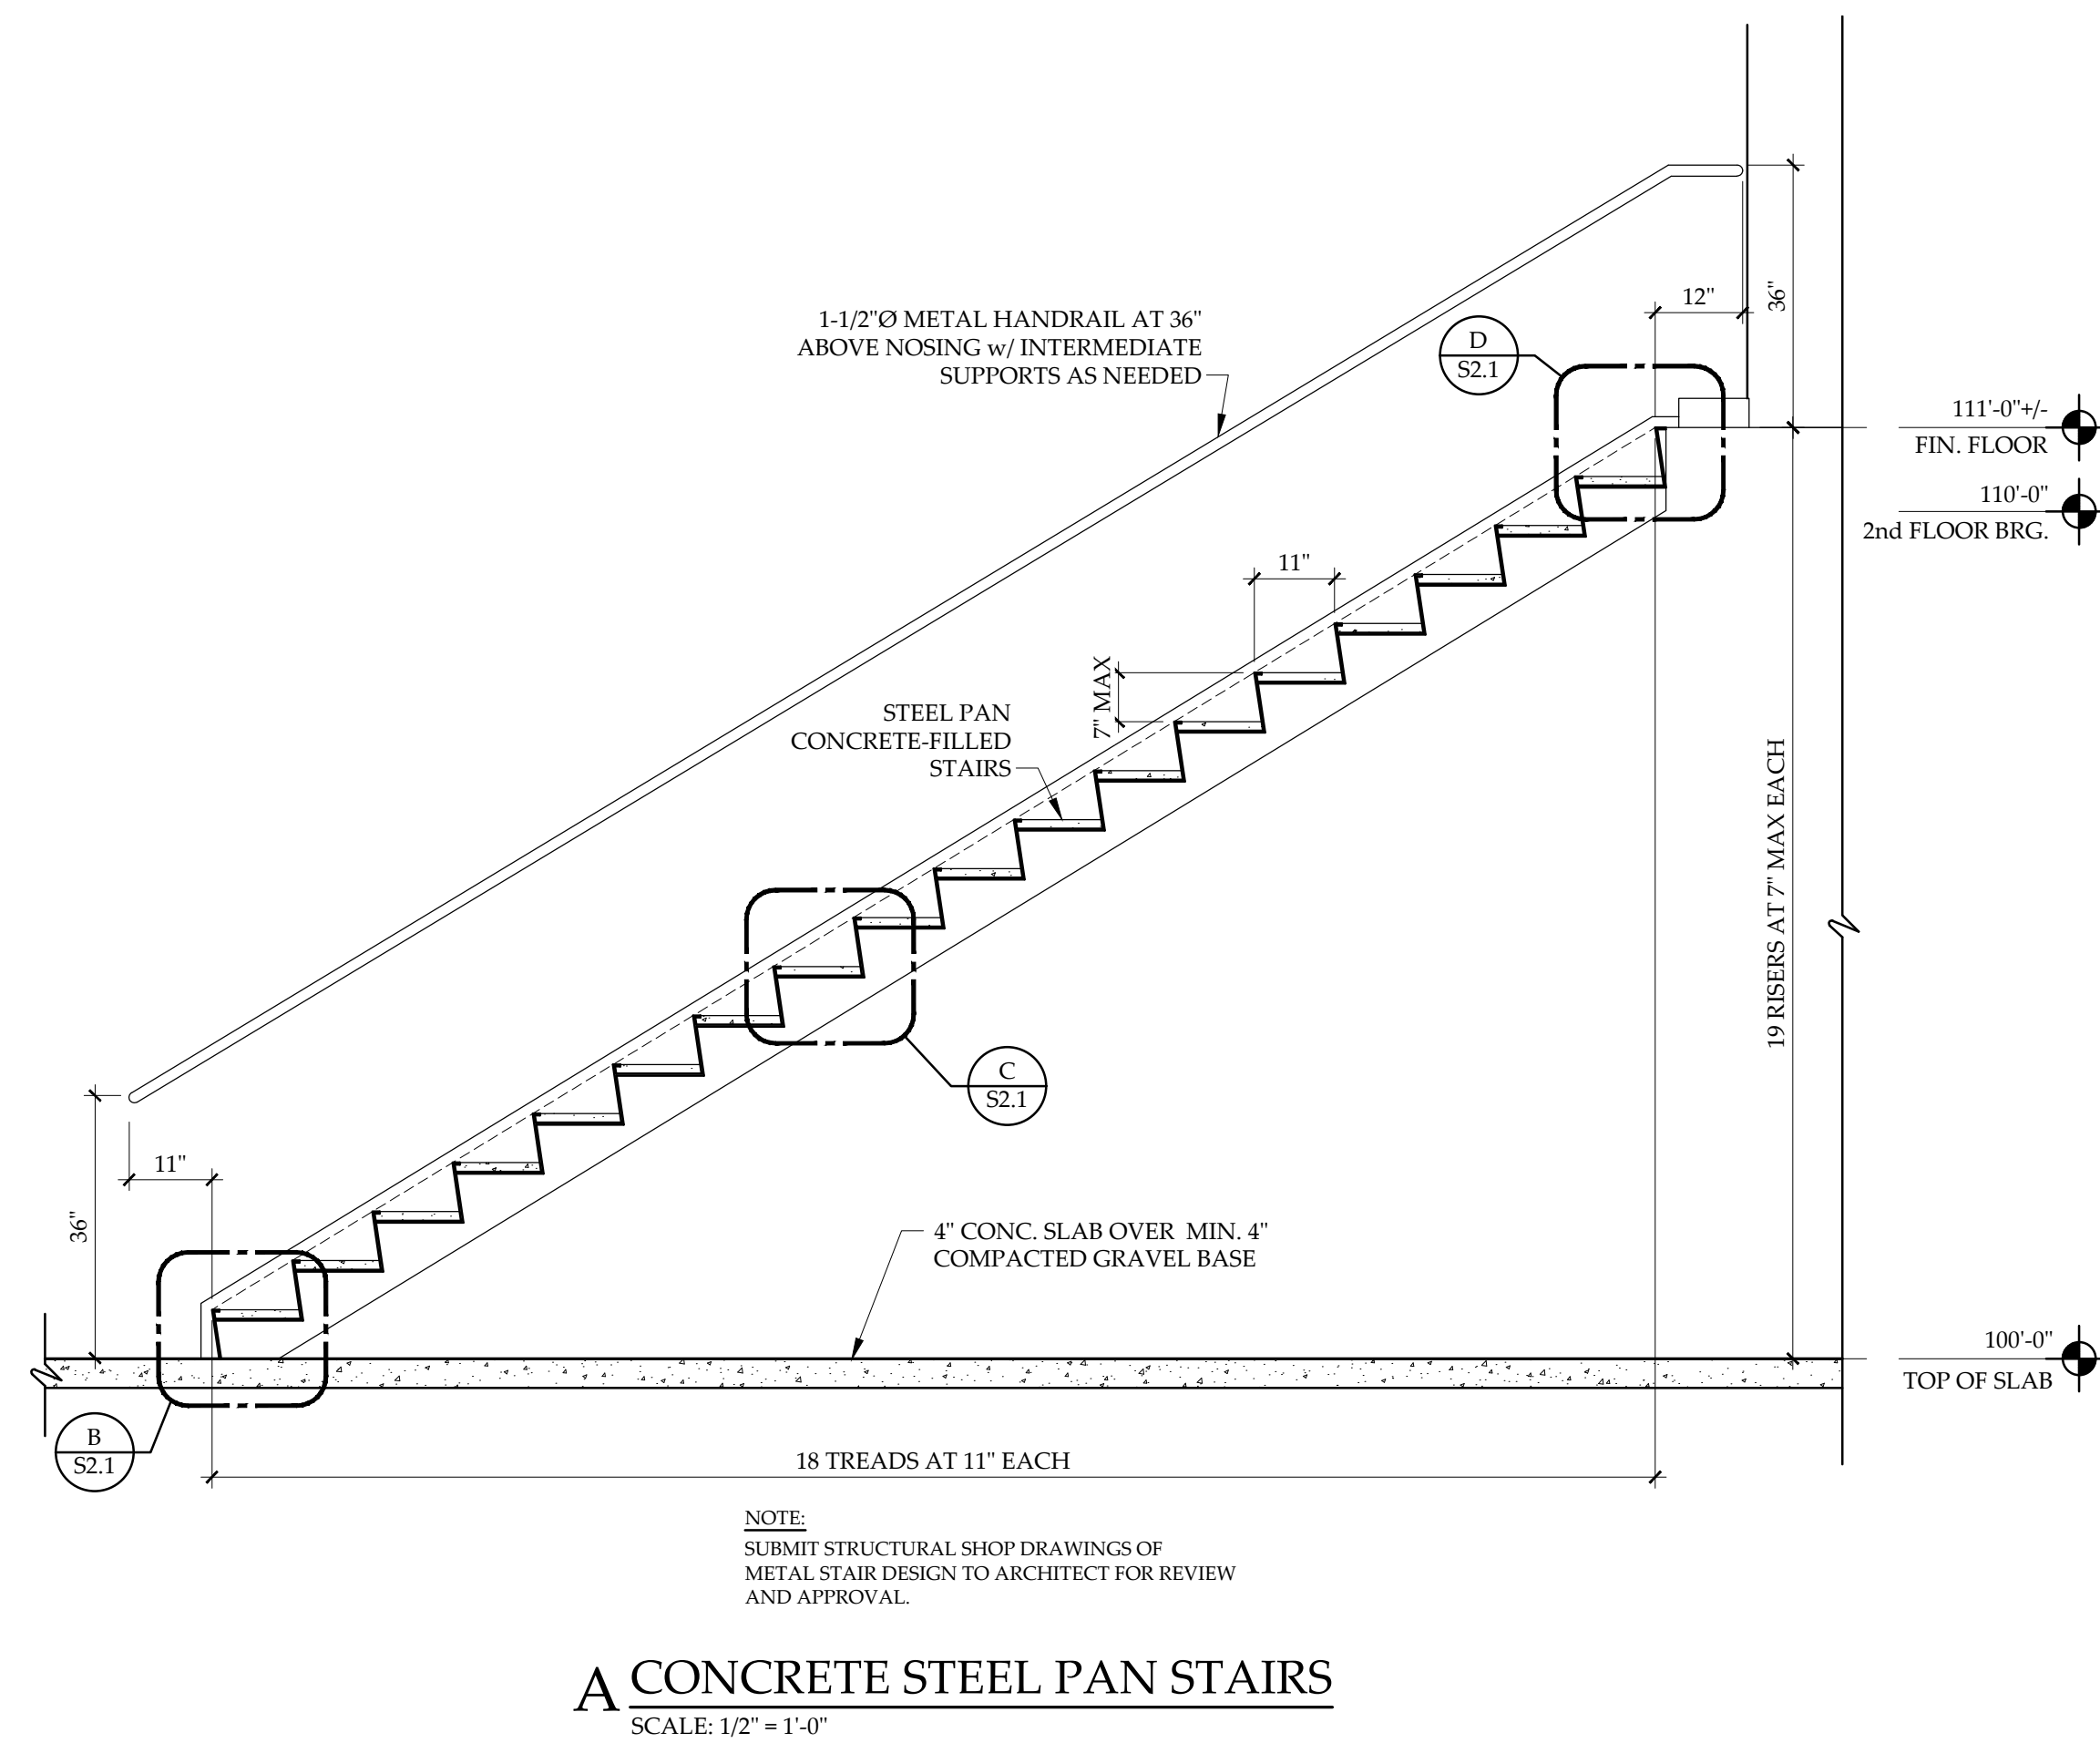 1-1/2"Ø METAL HANDRAIL AT 36"
ABOVE NOSING w/ INTERMEDIATE
SUPPORTS AS NEEDED
D
S2.1
12"
36"
111'-0"+/-
FIN. FLOOR
110'-0"
2nd FLOOR BRG.
11"
7" MAX
STEEL PAN
CONCRETE-FILLED
STAIRS
19 RISERS AT 7" MAX EACH
C
S2.1
11"
36"
4" CONC. SLAB OVER MIN. 4"
COMPACTED GRAVEL BASE
100'-0"
TOP OF SLAB
B
S2.1
18 TREADS AT 11" EACH
NOTE:
SUBMIT STRUCTURAL SHOP DRAWINGS OF
METAL STAIR DESIGN TO ARCHITECT FOR REVIEW
AND APPROVAL.
A CONCRETE STEEL PAN STAIRS
SCALE: 1/2" = 1'-0"